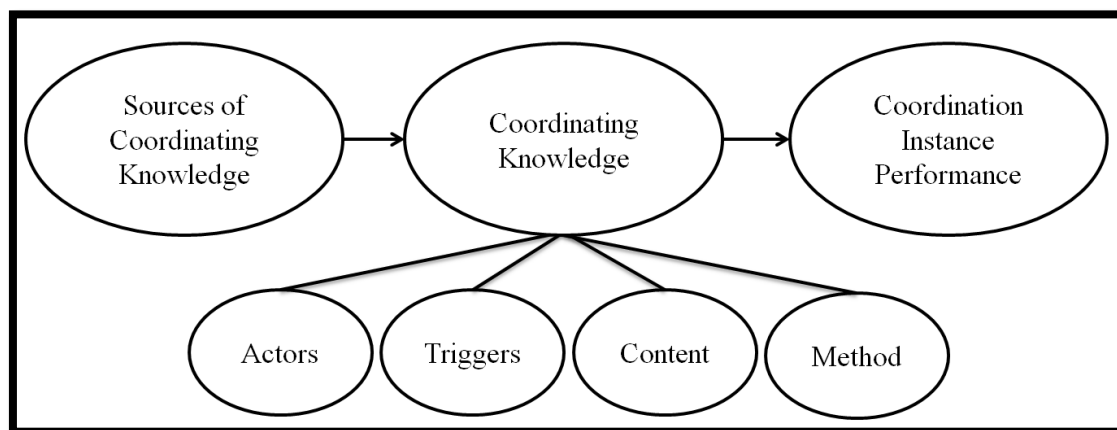 Sources of
Coordinating
Knowledge
Coordinating
Knowledge
Coordination
Instance
Performance
Actors
Triggers
Content
Method